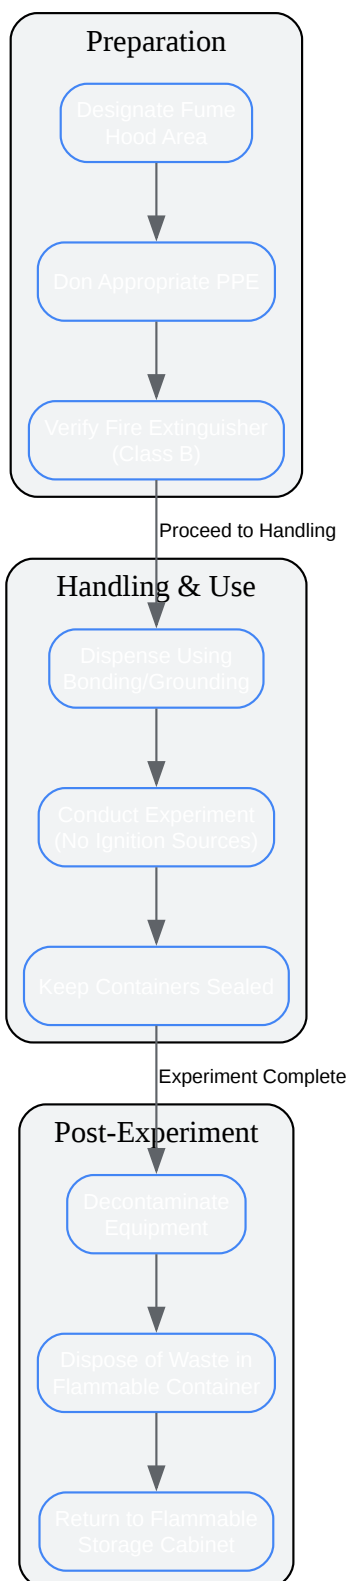 Preparation
Designate Fume
Hood Area
Don Appropriate PPE
Verify Fire Extinguisher
(Class B)
Proceed to Handling
Handling & Use
Dispense Using
Bonding/Grounding
Conduct Experiment
(No Ignition Sources)
Keep Containers Sealed
Experiment Complete
Post-Experiment
Decontaminate
Equipment
Dispose of Waste in
Flammable Container
Return to Flammable
Storage Cabinet